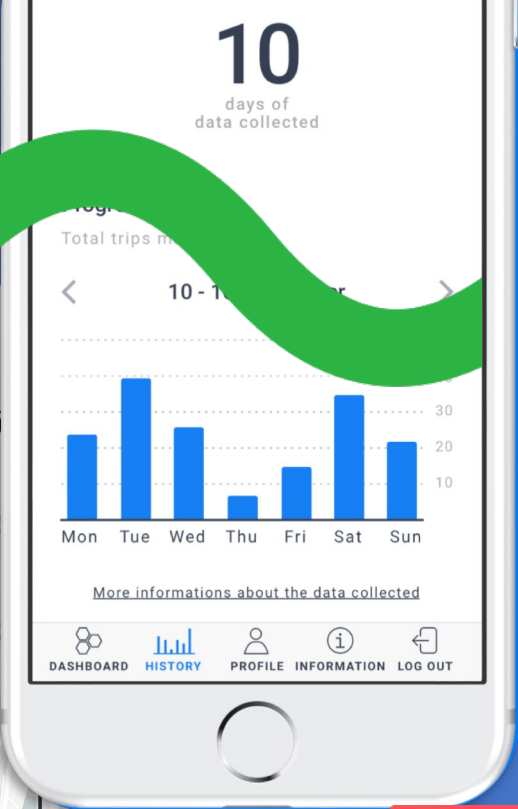 10
days of
data collected
Total trips
10 -
30
20
10
Mon Tue Wed Thu Fri Sat Sun
More informations about the data collected
DASHBOARD HISTORY PROFILE INFORMATION LOG OUT